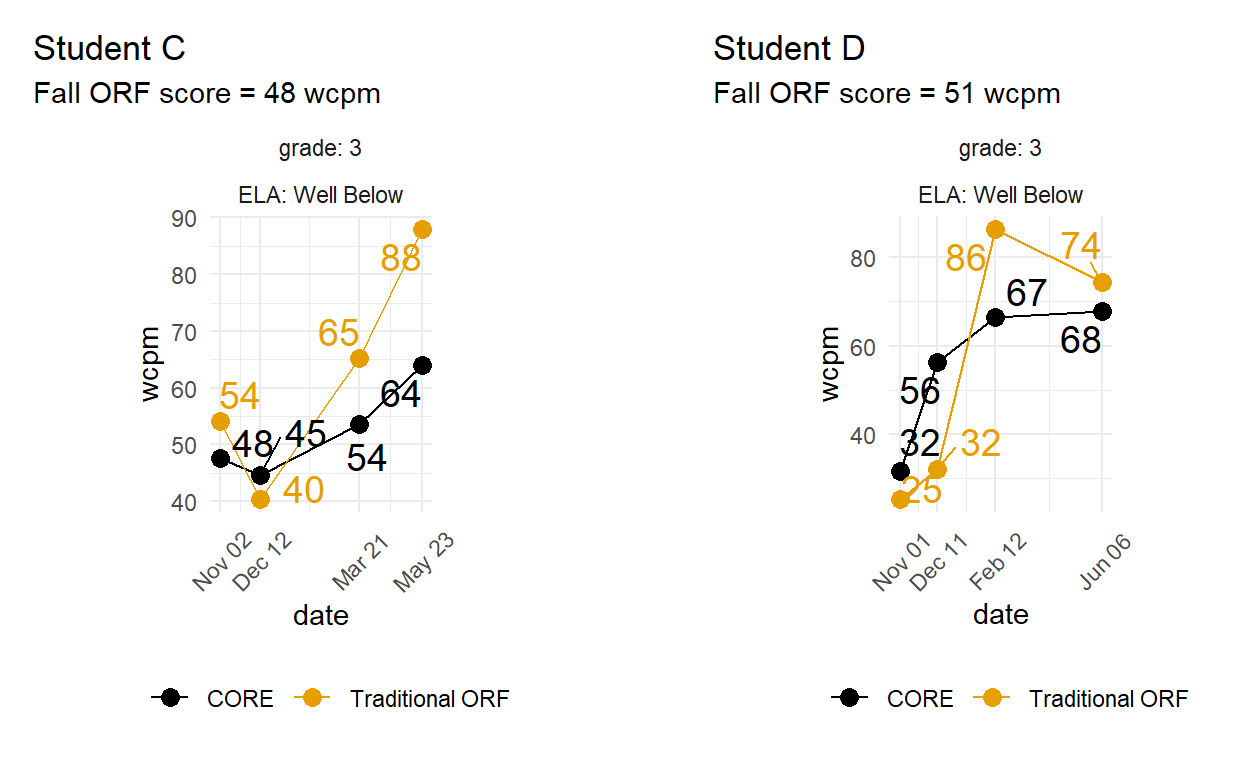 Student C
Fall ORF score = 48 wcpm
grade: 3
ELA: Well Below
90
80
70
60
50
40
wcpm
54
48
45
40
65
54
88
64
Nov 02
Dec 12
Mar 21
May 23
date
CORE
Traditional ORF
Student D
Fall ORF score = 51 wcpm
grade: 3
ELA: Well Below
80
60
40
wcpm
86
74
67
68
56
32
32
25
Nov 01
Dec 11
Feb 12
Jun 06
date
CORE
Traditional ORF